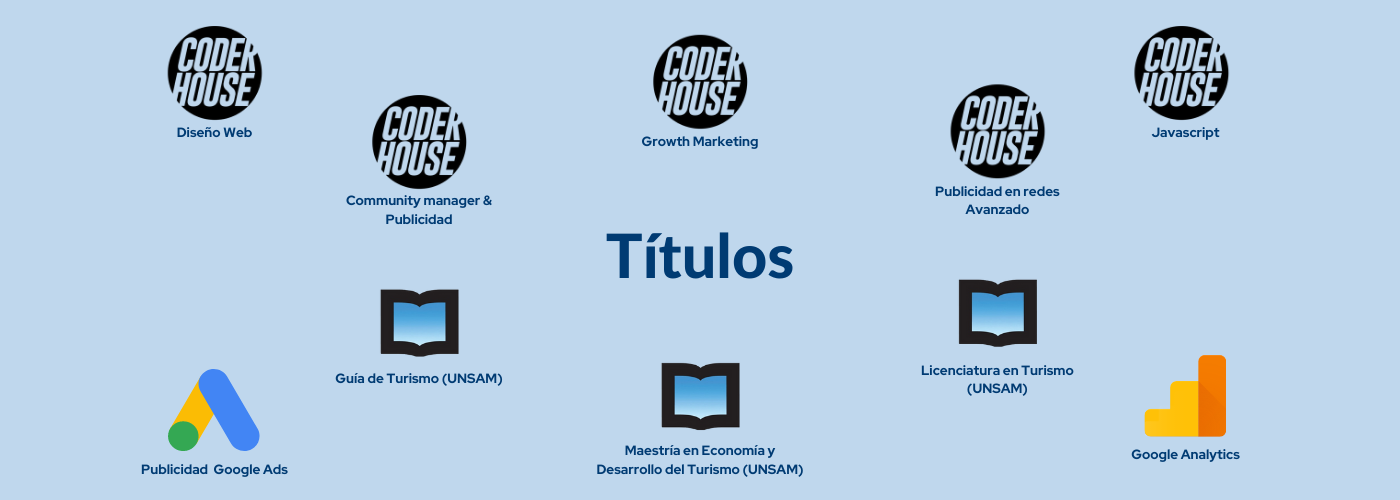 CODER
HOUSE
Diseño Web
CODER
HOUSE
Community manager &
Publicidad
CODER
HOUSE
Growth Marketing
CODER
HOUSE
Publicidad en redes
Avanzado
CODER
HOUSE
Javascript
Títulos
Guía de Turismo (UNSAM)
Licenciatura en Turismo
(UNSAM)
Publicidad Google Ads
Maestría en Economía y
Desarrollo del Turismo (UNSAM)
Google Analytics